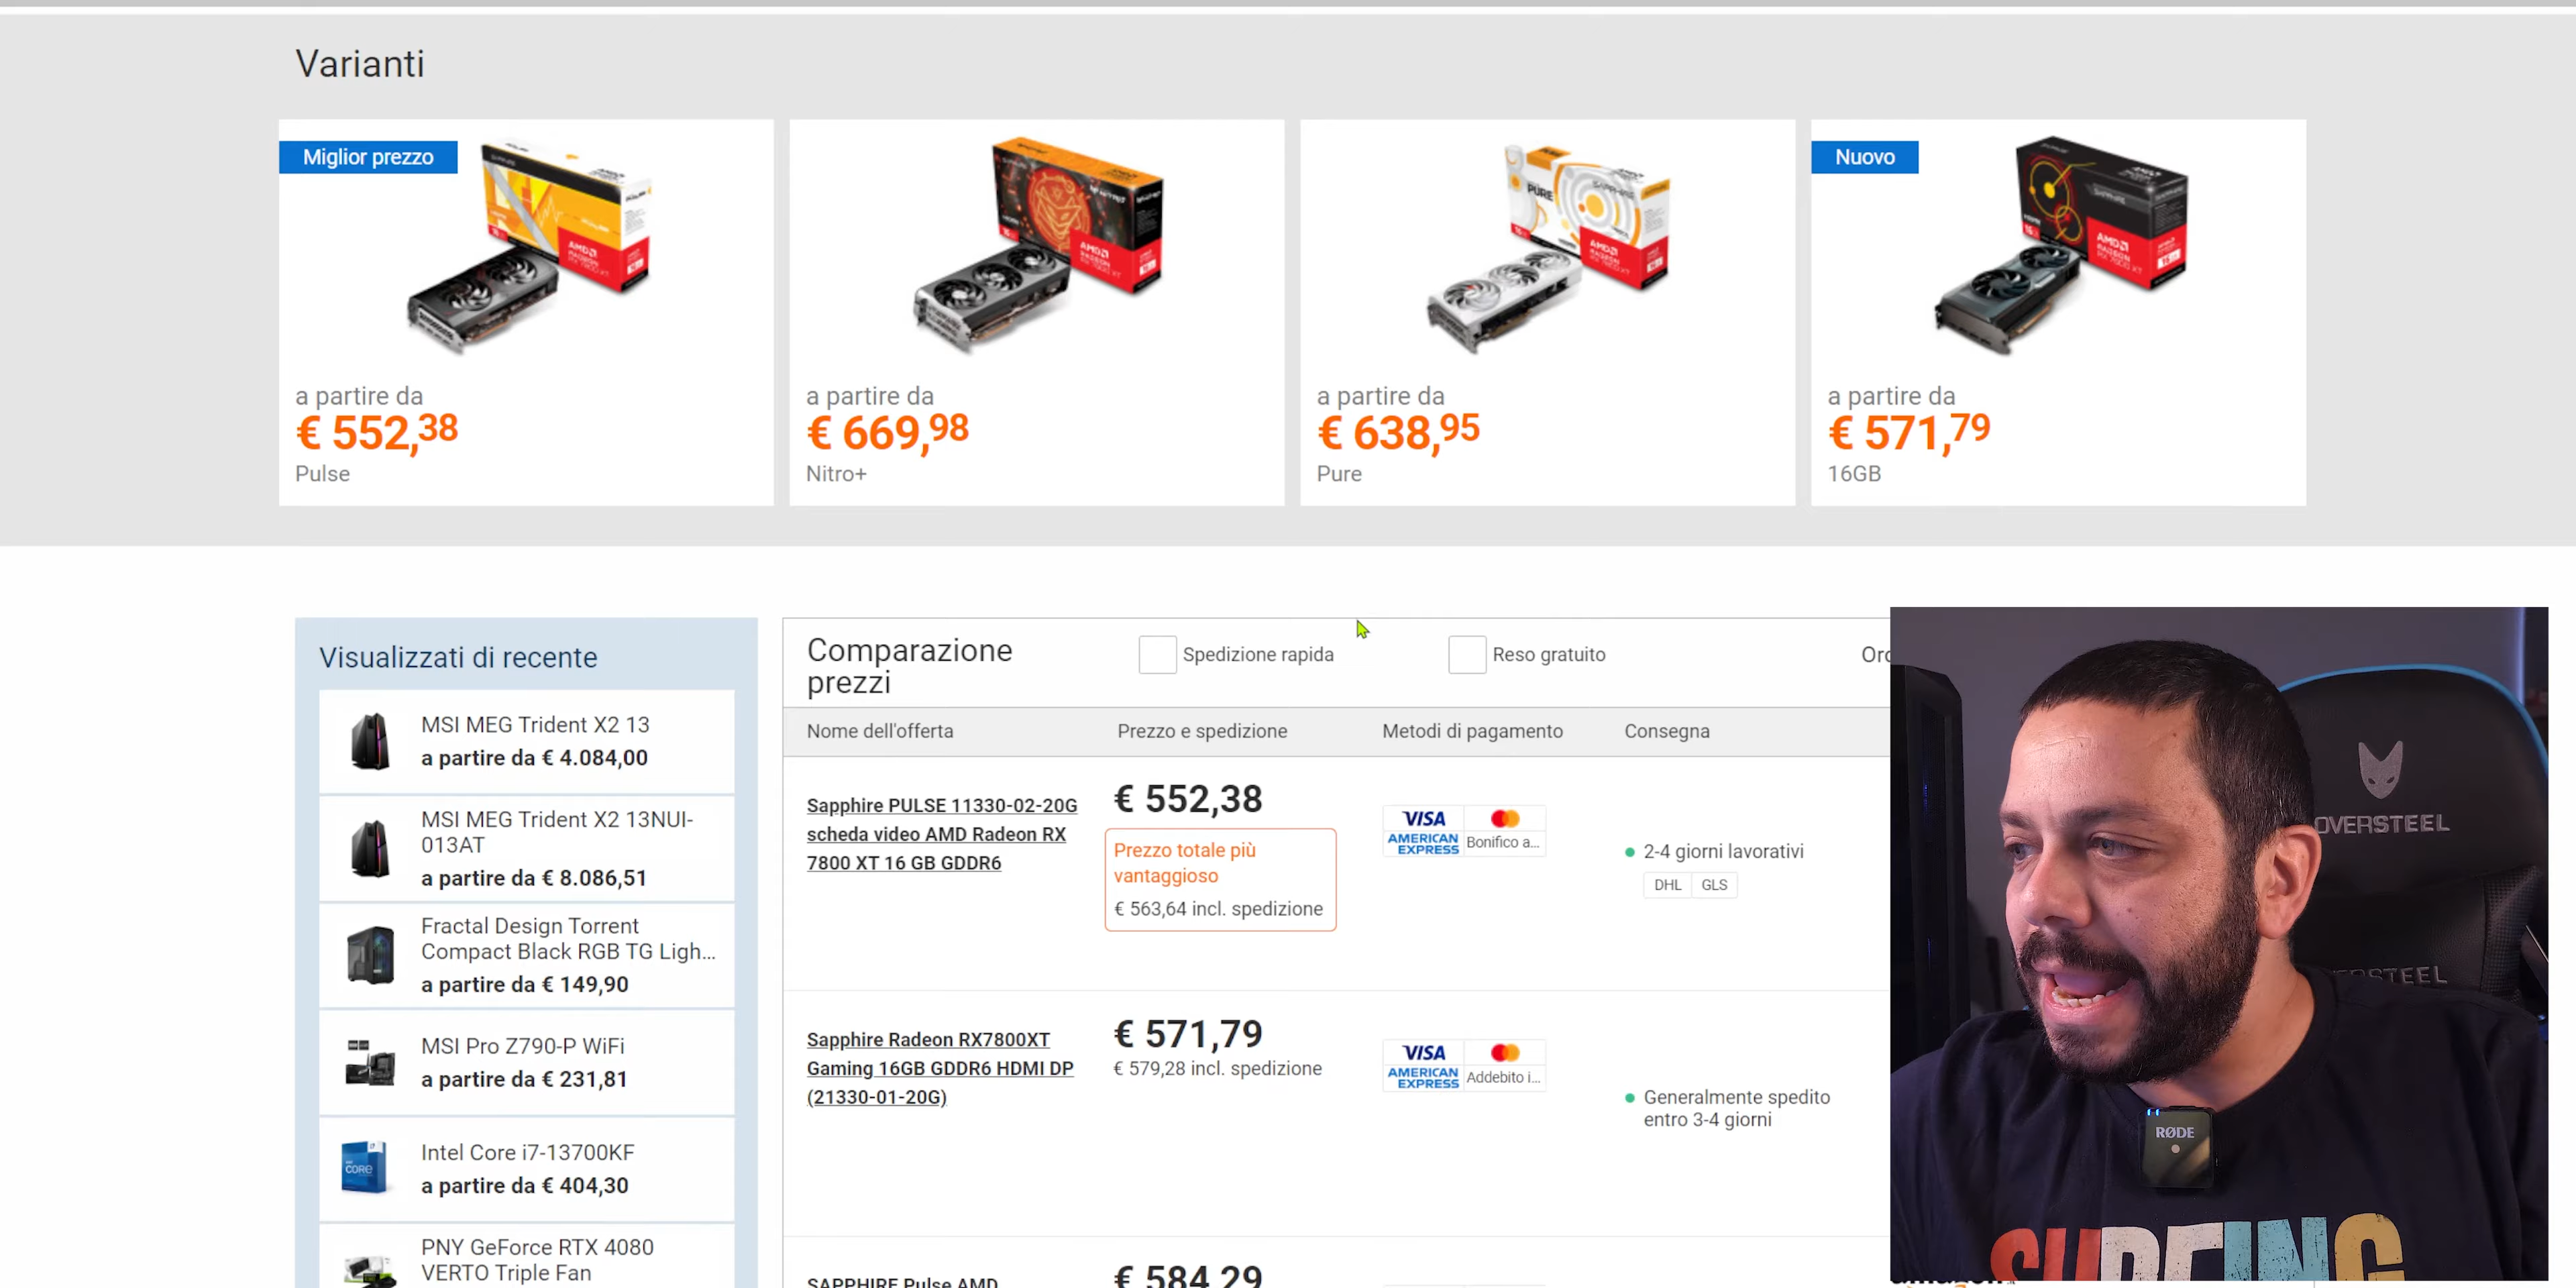 Varianti
Miglior prezzo
a partire da
€ 552,38
Pulse
a partire da
€ 669,98
Nitro+
PURE
SAPPHIRE
AMD
a partire da
€ 638,95
Pure
Nuovo
SAPPHIRE
AMD
a partire da
€ 571,79
16GB
Visualizzati di recente
MSI MEG Trident X2 13
a partire da € 4.084,00
MSI MEG Trident X2 13NUI-
013AT
a partire da € 8.086,51
Fractal Design Torrent
Compact Black RGB TG Ligh...
a partire da € 149,90
MSI Pro Z790-P WiFi
a partire da € 231,81
CORE
Intel Core i7-13700KF
a partire da € 404,30
PNY GeForce RTX 4080
VERTO Triple Fan
Comparazione
prezzi
Spedizione rapida
Reso gratuito
Ord
Nome dell'offerta
Prezzo e spedizione
Metodi di pagamento
Consegna
Sapphire PULSE 11330-02-20G
scheda video AMD Radeon RX
7800 XT 16 GB GDDR6
€ 552,38
Prezzo totale più
vantaggioso
€ 563,64 incl. spedizione
VISA
AMERICAN
EXPRESS
Bonifico a...
2-4 giorni lavorativi
DHL
GLS
Sapphire Radeon RX7800XT
Gaming 16GB GDDR6 HDMI DP
(21330-01-20G)
€ 571,79
€ 579,28 incl. spedizione
VISA
AMERICAN
EXPRESS
Addebito i...
Generalmente spedito
entro 3-4 giorni
SAPPHIRE Pulse AMD
€ 584,29
OVERSTEEL
RØDE
SURFING